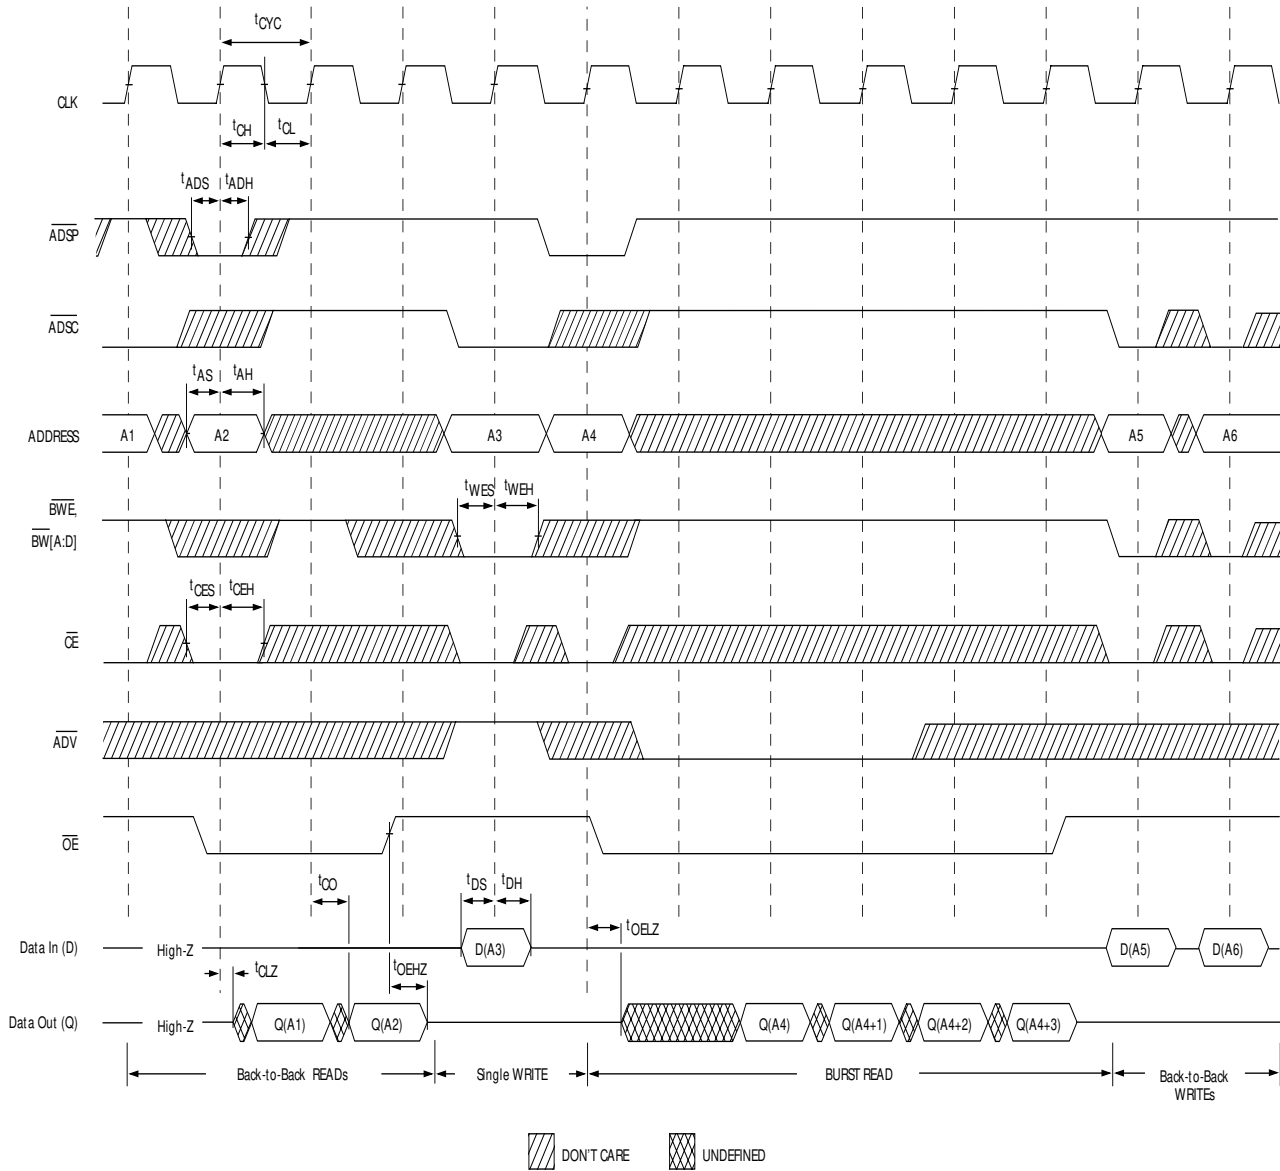 tCYC
CLK
tCH tCL
tADS tADH
ADSP
ADSC
tAS tAH
ADDRESS A1 A2 A3 A4 A5 A6
tWES tWEH
BWE,
BW[A:D]
tCES tCEH
CE
ADV
OE
tCO tDS tDH
tOELZ
Data In (D) High-Z D(A3) D(A5) D(A6)
tCLZ tOEHZ
Data Out (Q) High-Z Q(A1) Q(A2) Q(A4) Q(A4+1) Q(A4+2) Q(A4+3)
Back-to-Back READs Single WRITE BURST READ Back-to-Back
WRITEs
DON'T CARE UNDEFINED